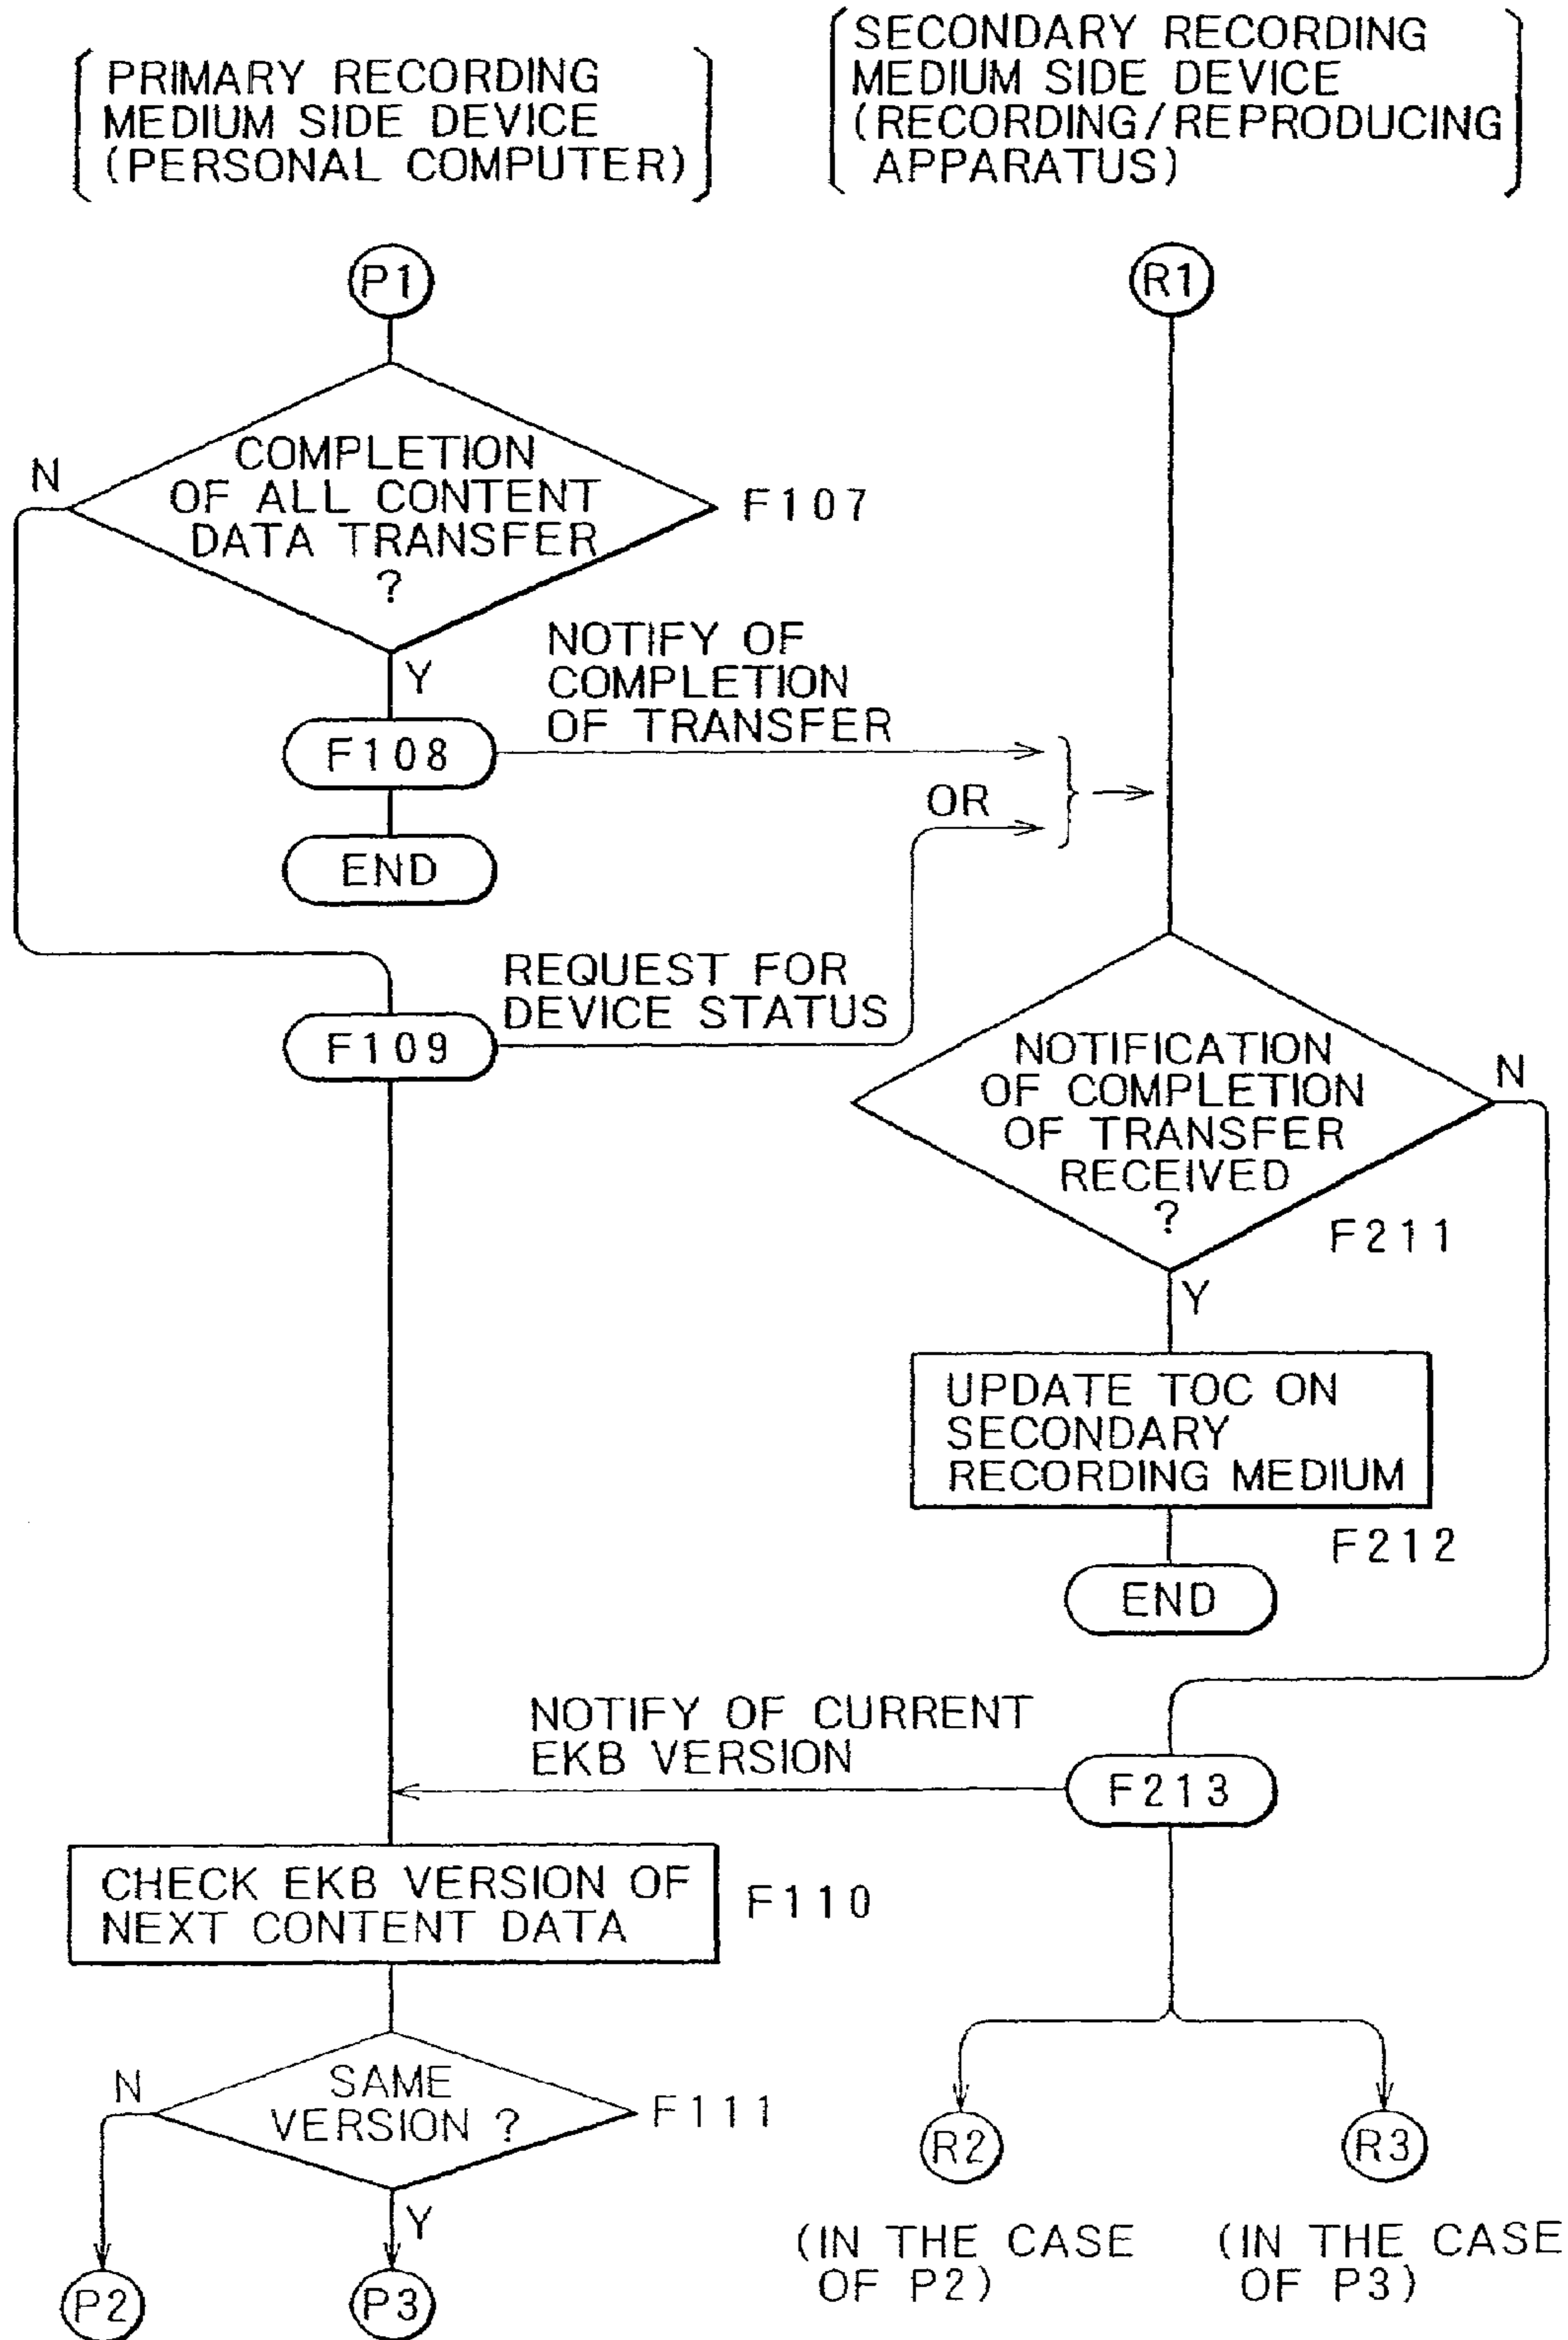 PRIMARY RECORDING
MEDIUM SIDE DEVICE
(PERSONAL COMPUTER)
SECONDARY RECORDING
MEDIUM SIDE DEVICE
(RECORDING/REPRODUCING
APPARATUS)
P1
R1
COMPLETION
OF ALL CONTENT
DATA TRANSFER
?
N
F107
Y
NOTIFY OF
COMPLETION
OF TRANSFER
F108
OR
END
REQUEST FOR
DEVICE STATUS
F109
NOTIFICATION
OF COMPLETION
OF TRANSFER
RECEIVED
?
N
F211
Y
UPDATE TOC ON
SECONDARY
RECORDING MEDIUM
F212
END
NOTIFY OF CURRENT
EKB VERSION
F213
CHECK EKB VERSION OF
NEXT CONTENT DATA
F110
SAME
VERSION ?
N
F111
Y
P2
P3
R2
R3
(IN THE CASE
OF P2)
(IN THE CASE
OF P3)